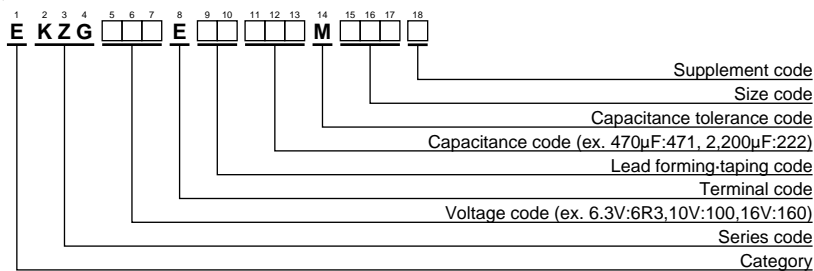 1 2 3 4 5 6 7 8 9 10 11 12 13 14 15 16 17 18
E KZG E M
Supplement code
Size code
Capacitance tolerance code
Capacitance code (ex. 470µF:471, 2,200µF:222)
Lead forming·taping code
Terminal code
Voltage code (ex. 6.3V:6R3,10V:100,16V:160)
Series code
Category